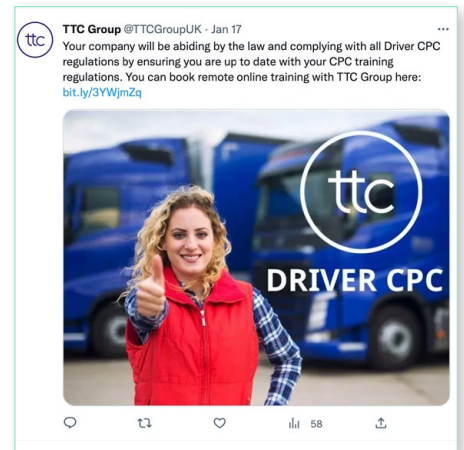 ttc
TTC Group @TTCGroupUK · Jan 17
Your company will be abiding by the law and complying with all Driver CPC
regulations by ensuring you are up to date with your CPC training
regulations. You can book remote online training with TTC Group here:
bit.ly/3YWjmZq
ttc
DRIVER CPC
58